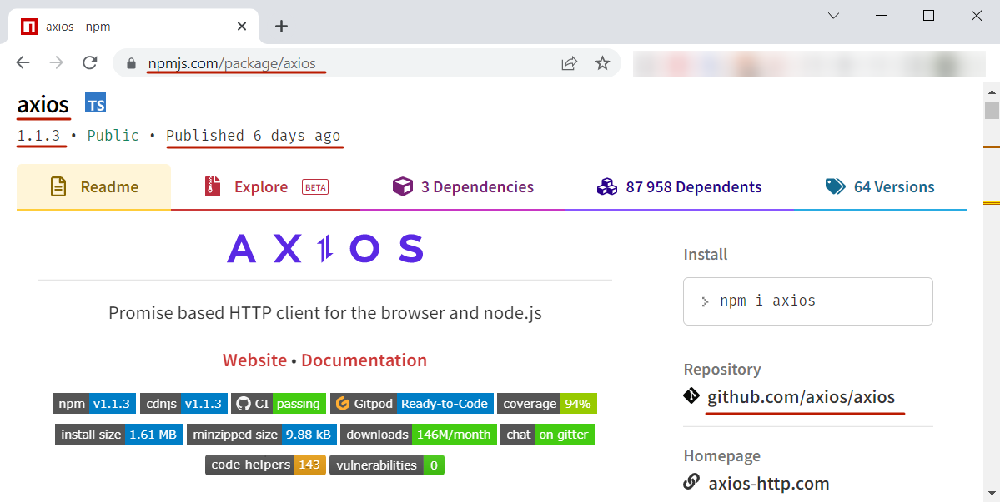 axios - npm
npmjs.com/package/axios
axios TS
1.1.3 • Public • Published 6 days ago
Readme Explore BETA 3 Dependencies 87 958 Dependents 64 Versions
AXIOS
Promise based HTTP client for the browser and node.js
Website • Documentation
npm v1.1.3 cdnjs v1.1.3 CI passing Gitpod Ready-to-Code coverage 94%
install size 1.61 MB minzipped size 9.88 kB downloads 146M/month chat on gitter
code helpers 143 vulnerabilities 0
Install
> npm i axios
Repository
github.com/axios/axios
Homepage
axios-http.com